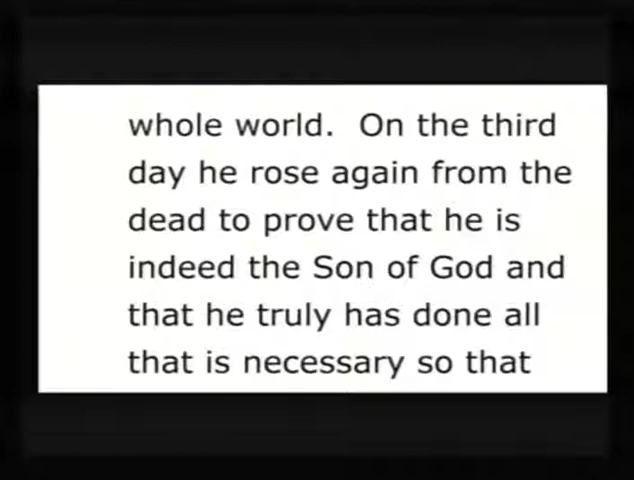 whole world.  On the third
day he rose again from the
dead to prove that he is
indeed the Son of God and
that he truly has done all
that is necessary so that